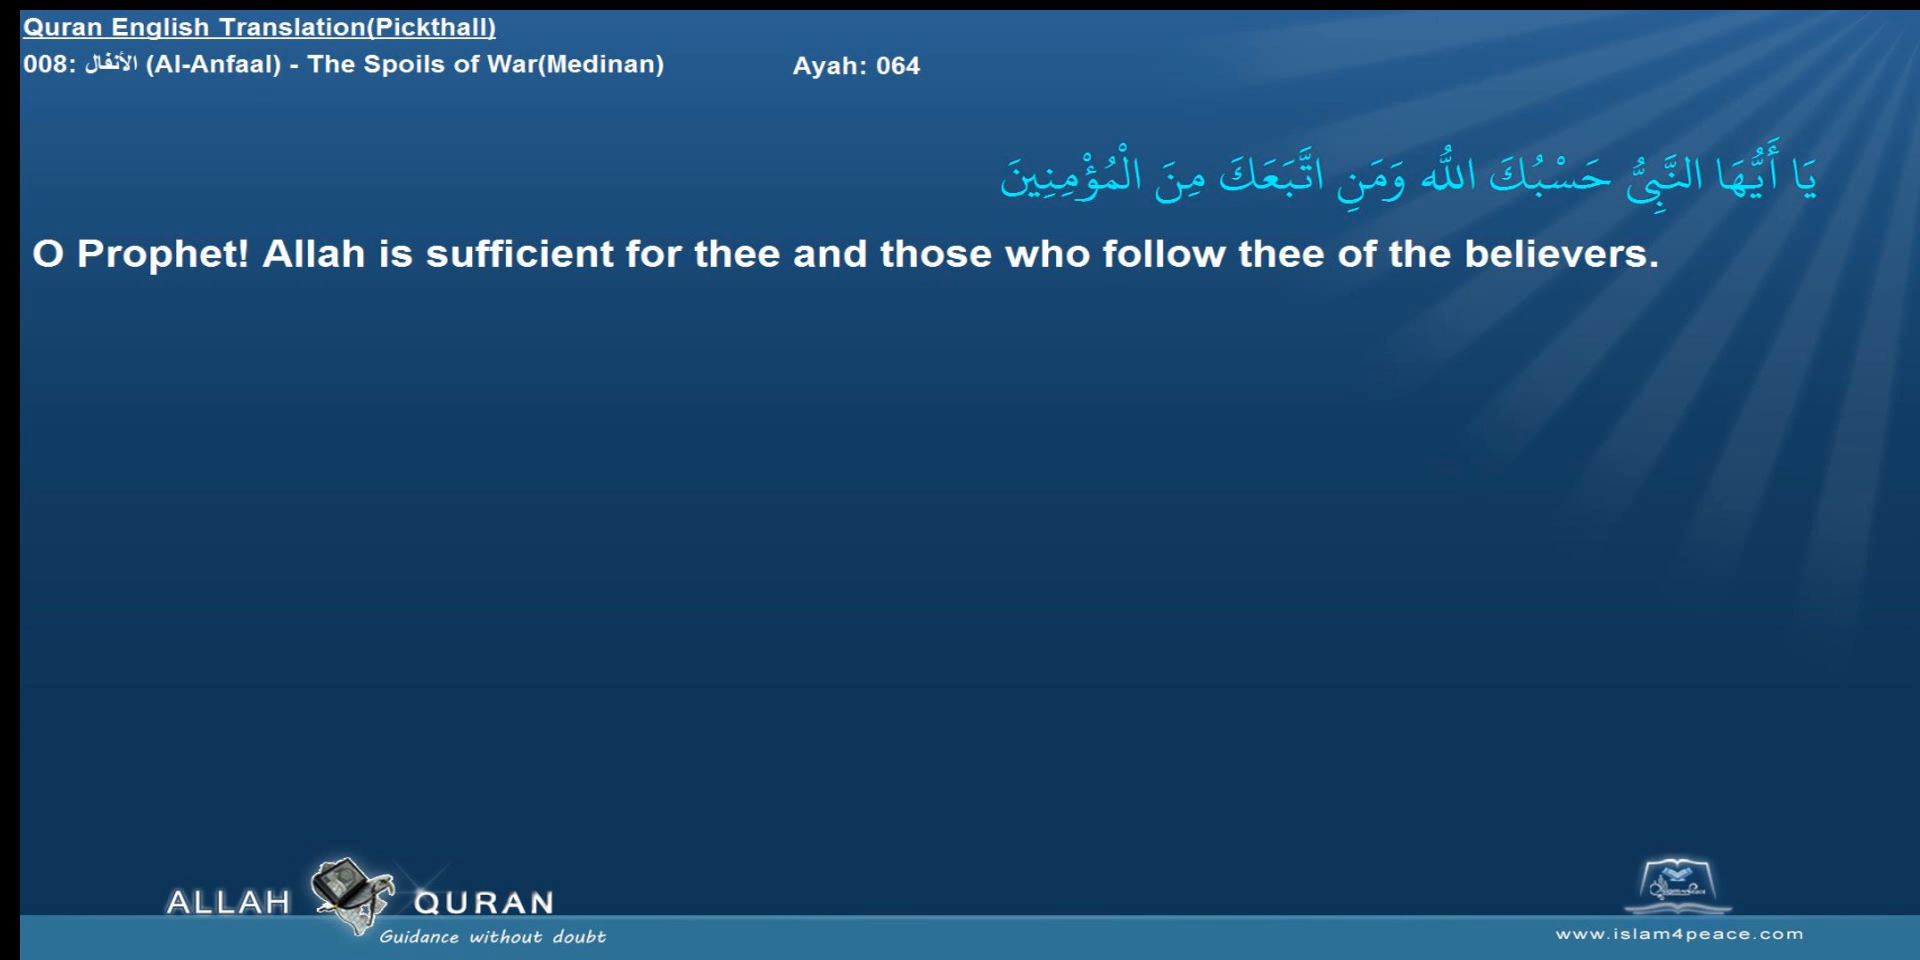 Quran English Translation(Pickthall)
008: الأنفال (Al-Anfaal) - The Spoils of War(Medinan) Ayah: 064
يَا أَيُّهَا النَّبِيُّ حَسْبُكَ اللَّه وَمَنِ اتَّبَعَكَ مِنَ الْمُؤْمِنِينَ
O Prophet! Allah is sufficient for thee and those who follow thee of the believers.
ALLAH QURAN
Guidance without doubt
www.islam4peace.com